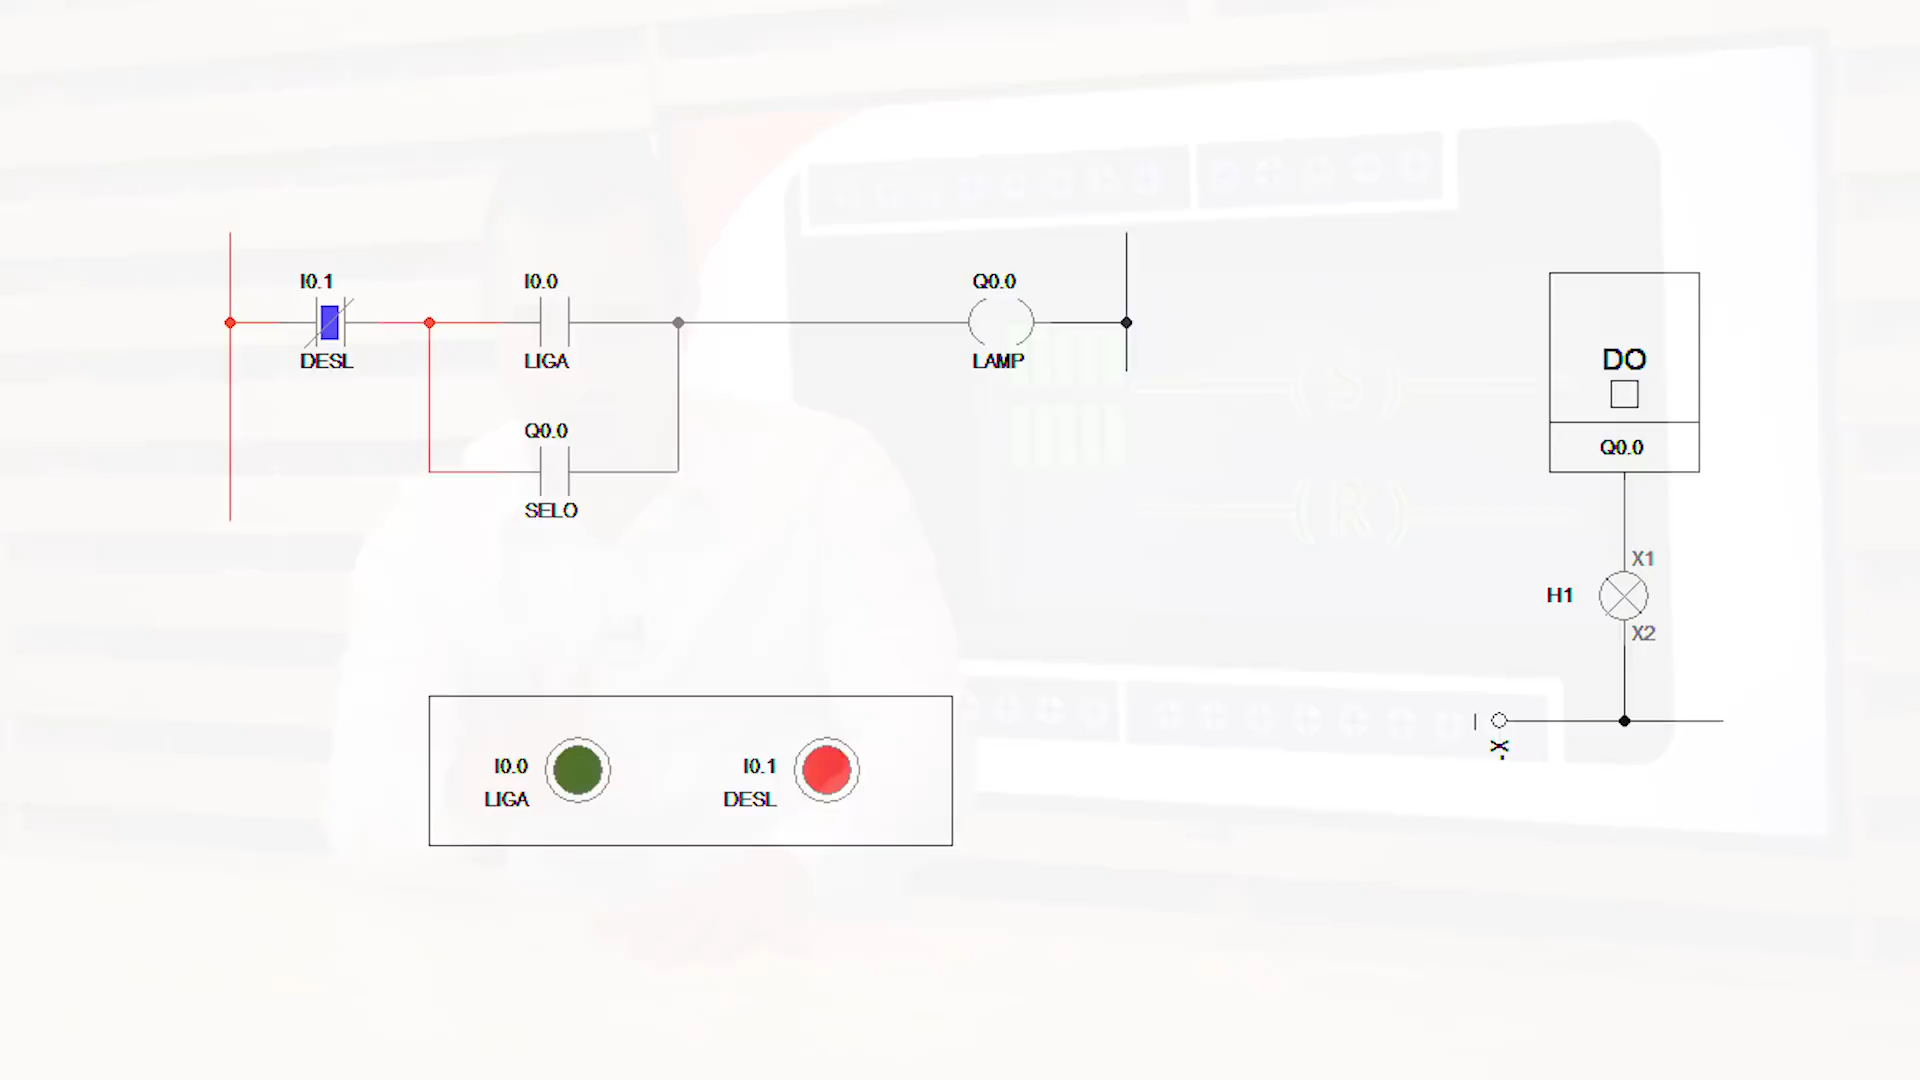 I0.1
DESL
I0.0
LIGA
Q0.0
SELO
Q0.0
LAMP
DO
Q0.0
X1
H1
X2
I0.0
LIGA
I0.1
DESL
(S)
(R)